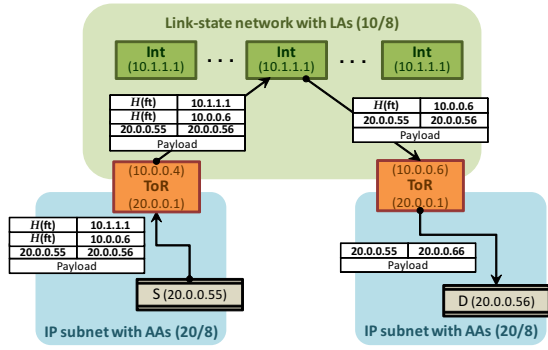 Link-state network with LAs (10/8)
Int Int Int
(10.1.1.1) . . . (10.1.1.1) . . . (10.1.1.1)
H(ft) 10.1.1.1
H(ft) 10.0.0.6
20.0.0.55 20.0.0.56
Payload
H(ft) 10.0.0.6
20.0.0.55 20.0.0.56
Payload
(10.0.0.4)
ToR
(20.0.0.1)
(10.0.0.6)
ToR
(20.0.0.1)
H(ft) 10.1.1.1
H(ft) 10.0.0.6
20.0.0.55 20.0.0.56
Payload
20.0.0.55 20.0.0.66
Payload
S (20.0.0.55)
D (20.0.0.56)
IP subnet with AAs (20/8)
IP subnet with AAs (20/8)